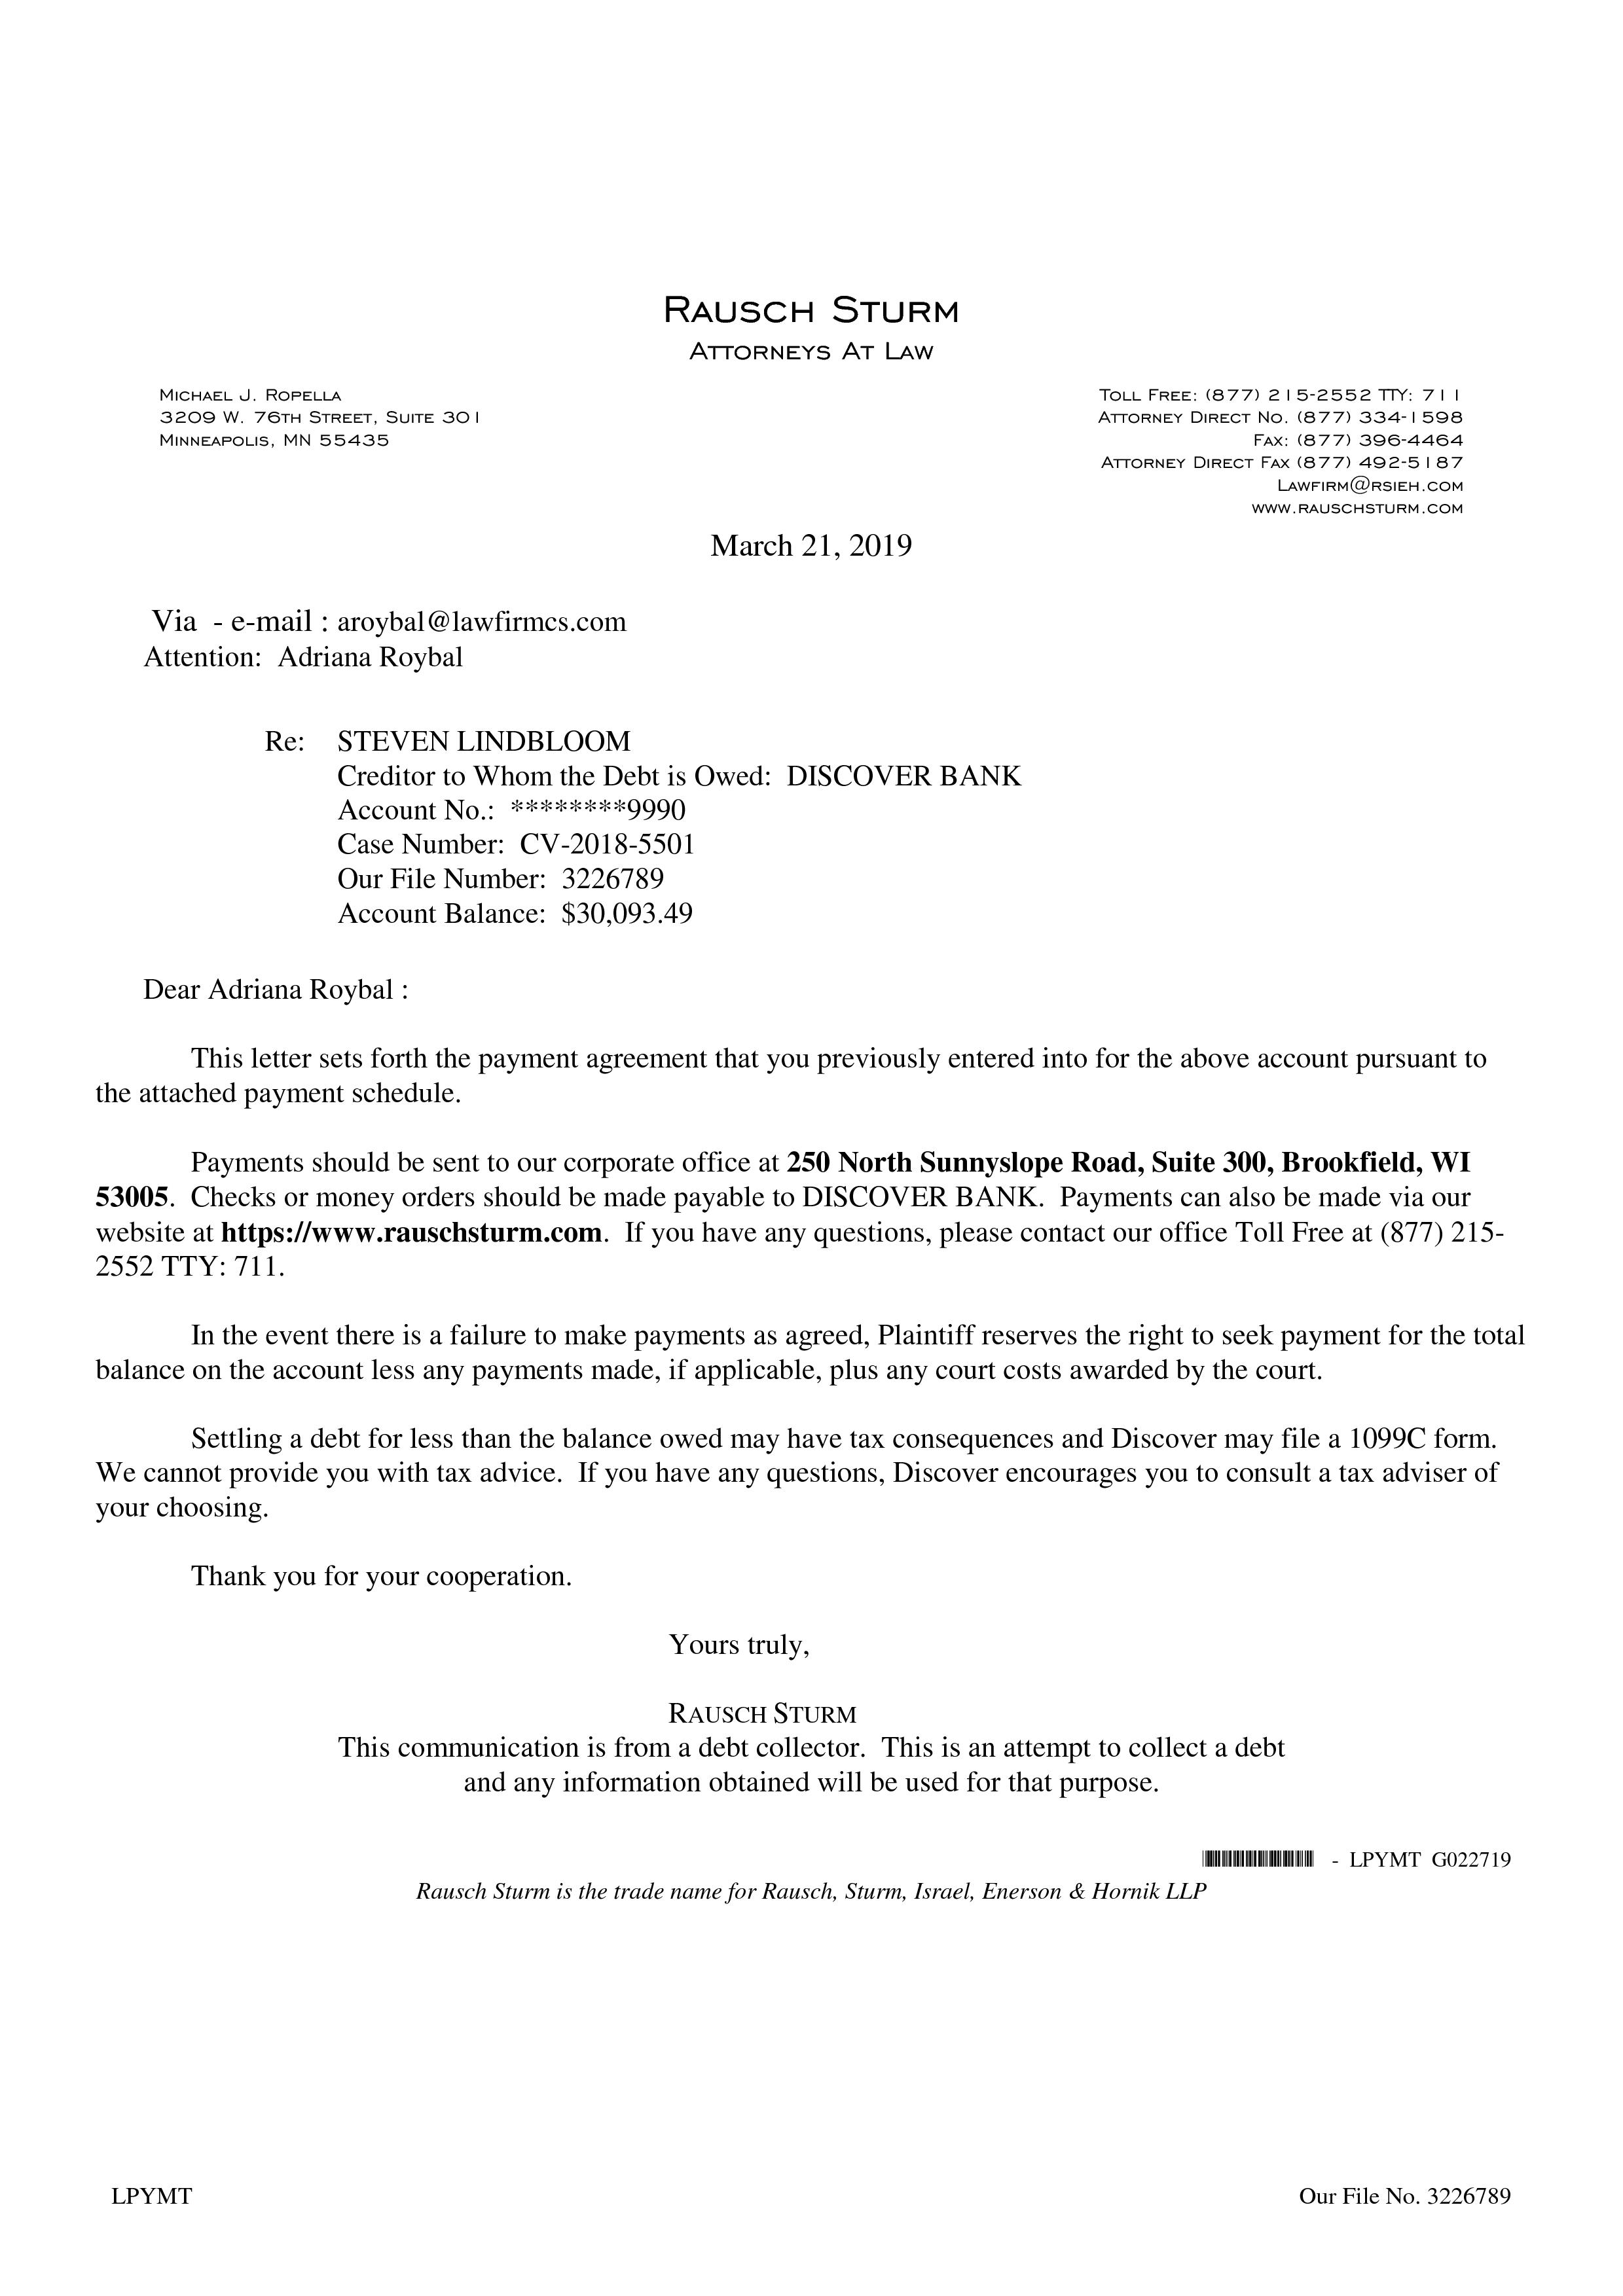 RAUSCH STURM
ATTORNEYS AT LAW
MICHAEL J. ROPELLA
3209 W. 76TH STREET, SUITE 301
MINNEAPOLIS, MN 55435
TOLL FREE: (877) 215-2552 TTY: 711
ATTORNEY DIRECT NO. (877) 334-1598
FAX: (877) 396-4464
ATTORNEY DIRECT FAX (877) 492-5187
LAWFIRM@RSIEH.COM
WWW.RAUSCHSTURM.COM
March 21, 2019
Via - e-mail : aroybal@lawfirmcs.com
Attention: Adriana Roybal
Re: STEVEN LINDBLOOM
Creditor to Whom the Debt is Owed: DISCOVER BANK
Account No.: ********9990
Case Number: CV-2018-5501
Our File Number: 3226789
Account Balance: $30,093.49
Dear Adriana Roybal :
This letter sets forth the payment agreement that you previously entered into for the above account pursuant to
the attached payment schedule.
Payments should be sent to our corporate office at 250 North Sunnyslope Road, Suite 300, Brookfield, WI
53005. Checks or money orders should be made payable to DISCOVER BANK. Payments can also be made via our
website at https://www.rauschsturm.com. If you have any questions, please contact our office Toll Free at (877) 215-
2552 TTY: 711.
In the event there is a failure to make payments as agreed, Plaintiff reserves the right to seek payment for the total
balance on the account less any payments made, if applicable, plus any court costs awarded by the court.
Settling a debt for less than the balance owed may have tax consequences and Discover may file a 1099C form.
We cannot provide you with tax advice. If you have any questions, Discover encourages you to consult a tax adviser of
your choosing.
Thank you for your cooperation.
Yours truly,
RAUSCH STURM
This communication is from a debt collector. This is an attempt to collect a debt
and any information obtained will be used for that purpose.
- LPYMT G022719
Rausch Sturm is the trade name for Rausch, Sturm, Israel, Enerson & Hornik LLP
LPYMT
Our File No. 3226789